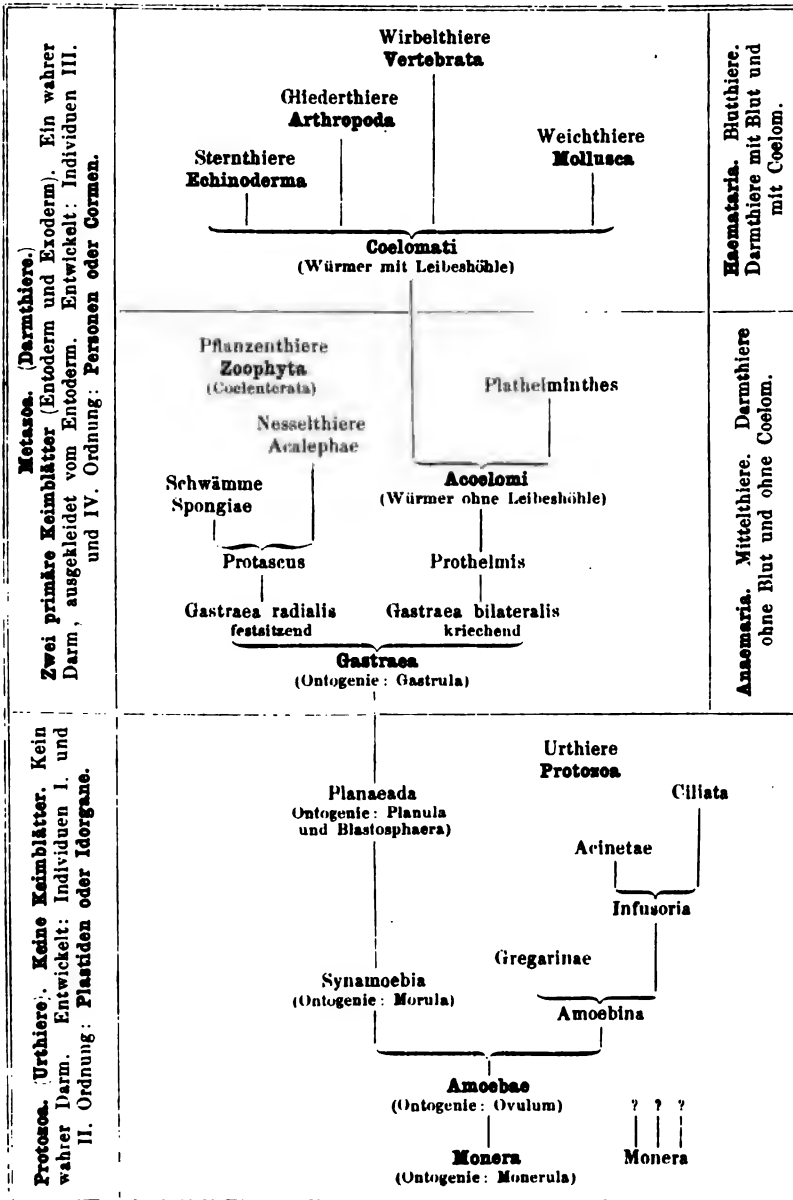 Metazoa. (Darmthiere.)
Zwei primäre Keimblätter (Entoderm und Exoderm). Ein wahrer
Darm, ausgekleidet vom Entoderm. Entwickelt: Individuen III.
und IV. Ordnung: Personen oder Cormen.
Wirbelthiere
Vertebrata
Gliederthiere
Arthropoda
Weichthiere
Mollusca
Sternthiere
Echinoderma
Coelomati
(Würmer mit Leibeshöhle)
Haemataria. Blutthiere.
Darmthiere mit Blut und
mit Coelom.
Pflanzenthiere
Zoophyta
(Coelenterata)
Plathelminthes
Nesselthiere
Acalephae
Schwämme
Spongiae
Acoelomi
(Würmer ohne Leibeshöhle)
Protascus
Prothelmis
Gastraea radialis
festsitzend
Gastraea bilateralis
kriechend
Gastraea
(Ontogenie: Gastrula)
Anaemaria. Mittelthiere. Darmthiere
ohne Blut und ohne Coelom.
Protozoa. (Urthiere). Keine Keimblätter. Kein
wahrer Darm. Entwickelt: Individuen I. und
II. Ordnung: Plastiden oder Idorgane.
Urthiere
Protozoa
Planaeada
Ontogenie: Planula
und Blastosphaera)
Ciliata
Acinetae
Infusoria
Gregarinae
Synamoebia
(Ontogenie: Morula)
Amoebina
Amoebae
(Ontogenie: Ovulum)
? ? ?
Monera
(Ontogenie: Monerula)
Monera